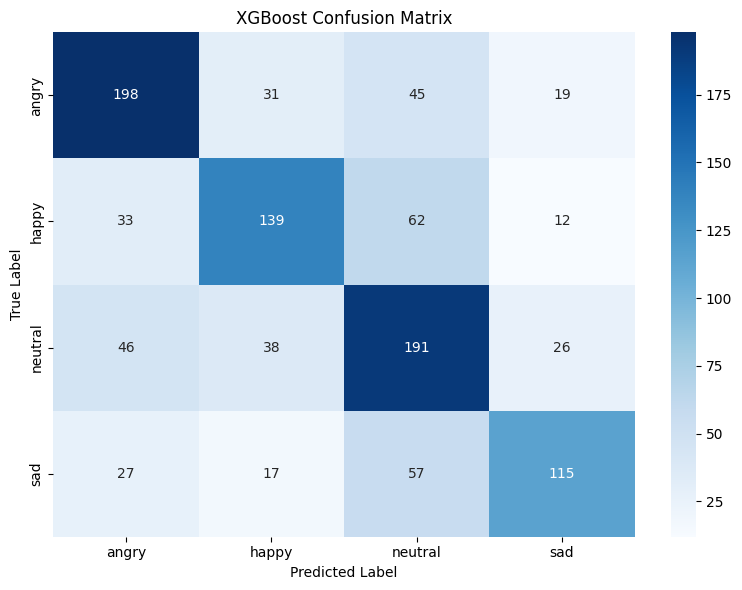 XGBoost Confusion Matrix
angry 198 31 45 19
happy 33 139 62 12
neutral 46 38 191 26
sad 27 17 57 115
angry happy neutral sad
Predicted Label
True Label
175
150
125
100
75
50
25